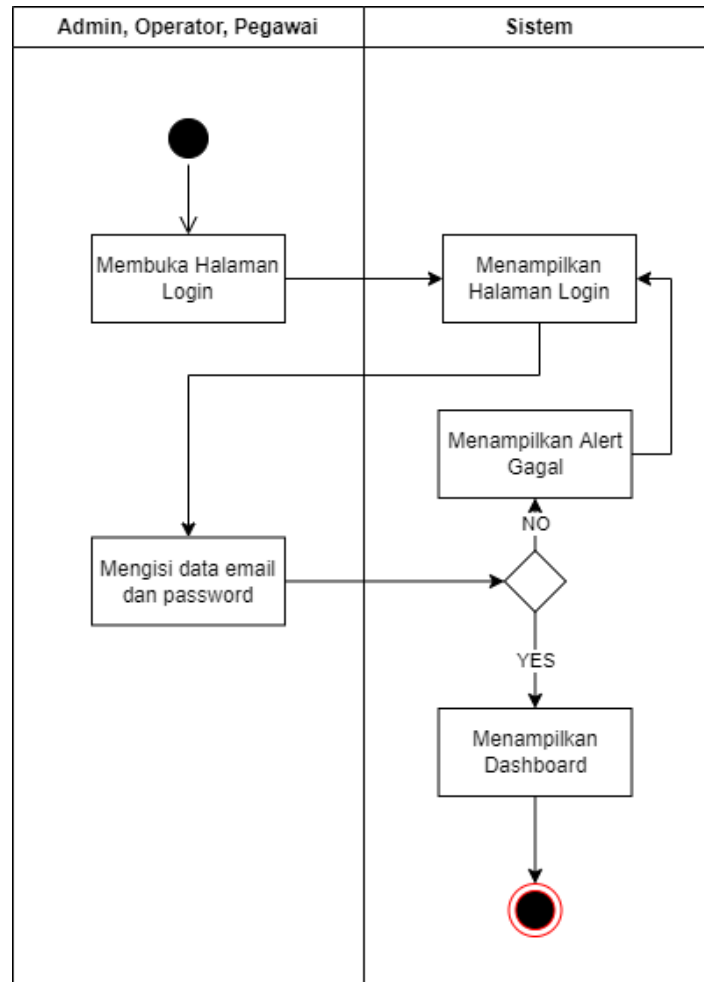 Admin, Operator, Pegawai
Sistem
Membuka Halaman
Login
Menampilkan
Halaman Login
Menampilkan Alert
Gagal
NO
Mengisi data email
dan password
YES
Menampilkan
Dashboard